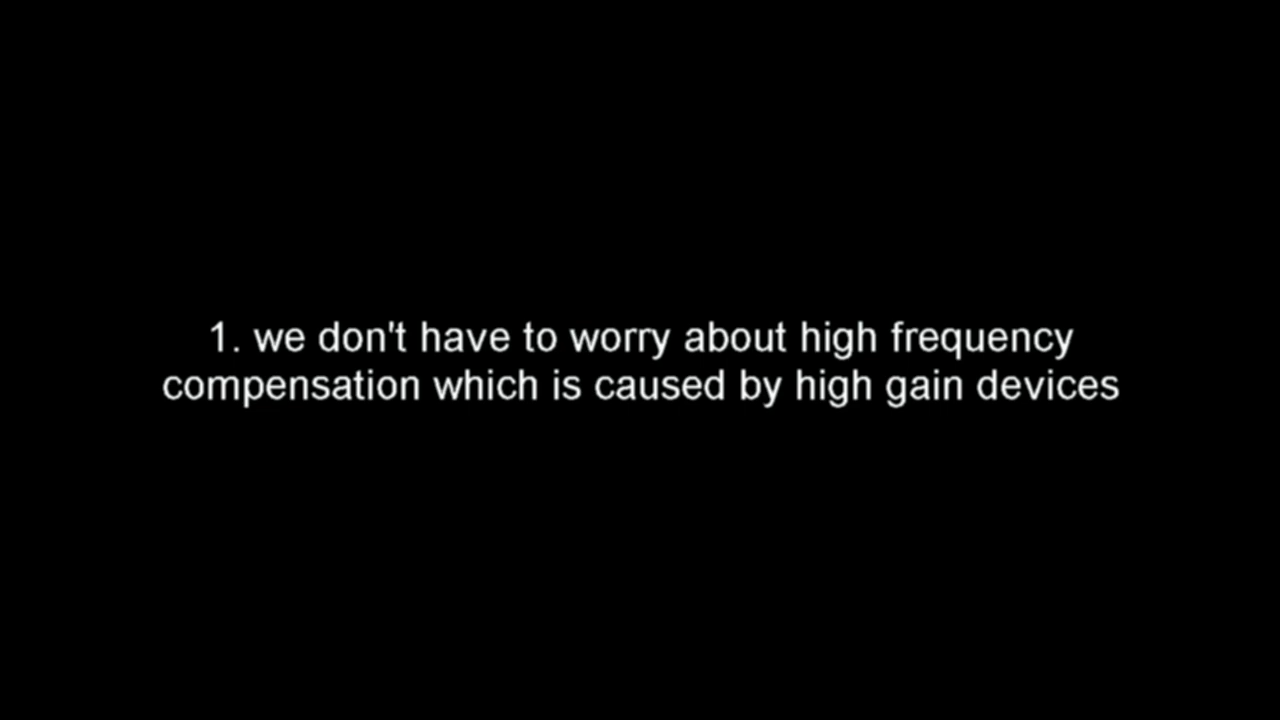 1. we don't have to worry about high frequency
compensation which is caused by high gain devices